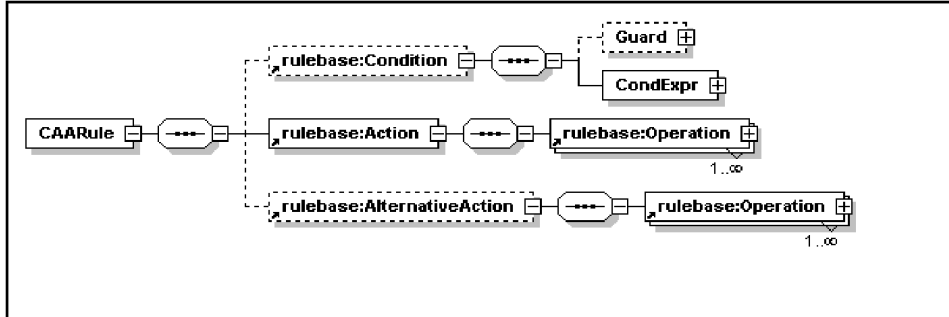 Guard
rulebase:Condition
CondExpr
CAARule
rulebase:Action
rulebase:Operation
1..∞
rulebase:AlternativeAction
rulebase:Operation
1..∞